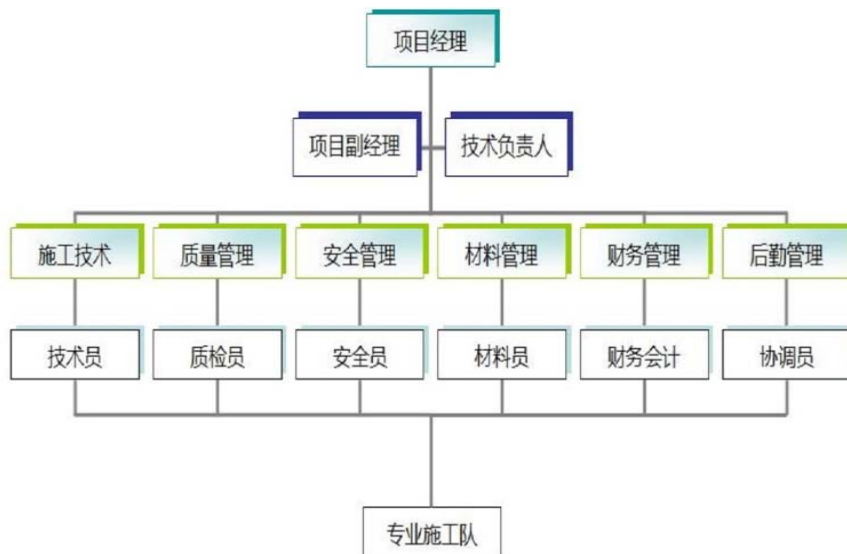 项目经理
项目副经理
技术负责人
施工技术
质量管理
安全管理
材料管理
财务管理
后勤管理
技术员
质检员
安全员
材料员
财务会计
协调员
专业施工队